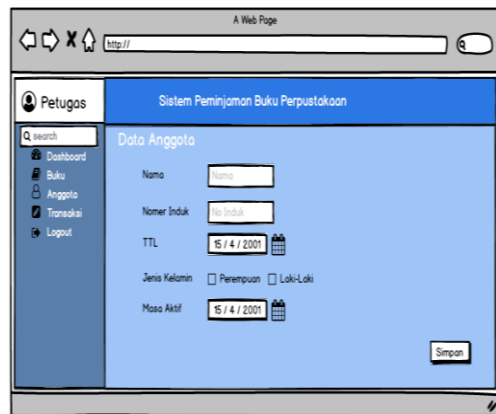 A Web Page
http://
Petugas
Sistem Peminjaman Buku Perpustakaan
search
Dashboard
Buku
Anggota
Transaksi
Logout
Data Anggota
Nama
Nama
Nomer Induk
No Induk
TTL
15 / 4 / 2001
Jenis Kelamin
Perempuan
Laki-Laki
Masa Aktif
15 / 4 / 2001
Simpan